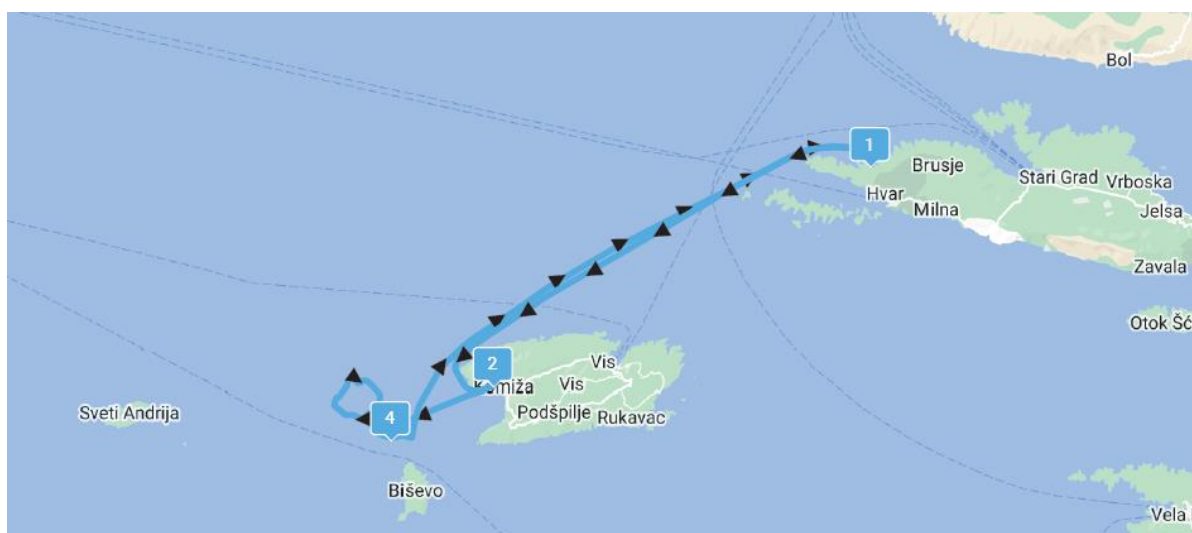 Bol
1
Brusje
Stari Grad
Vrboska
Hvar
Milna
Jelsa
Zavala
Otok Šć
2
Vis
Komiža
Vis
Sveti Andrija
4
Podšpilje
Rukavac
Biševo
Vela